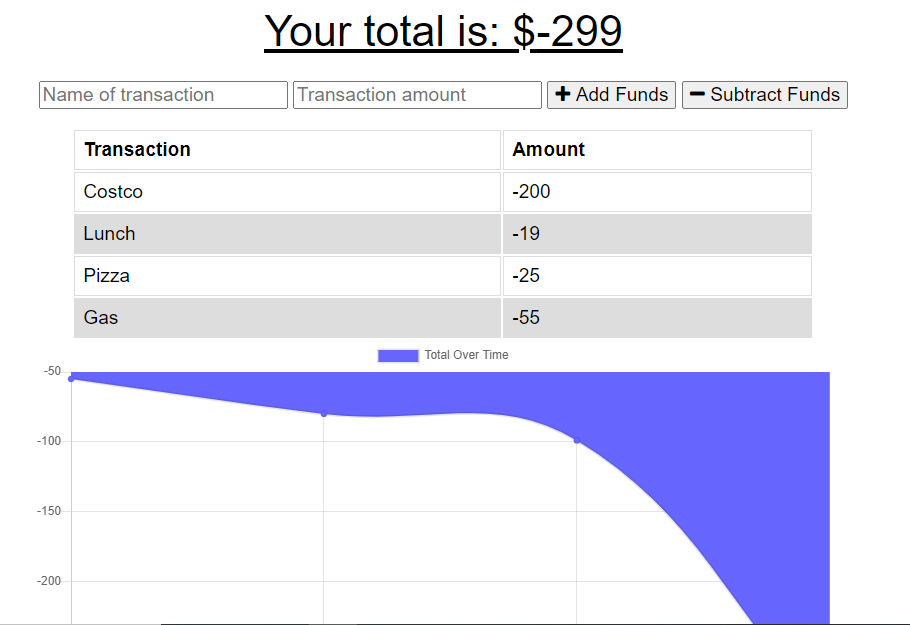 Your total is: $-299
Name of transaction Transaction amount Add Funds Subtract Funds
Transaction Amount
Costco -200
Lunch -19
Pizza -25
Gas -55
Total Over Time
-50
-100
-150
-200